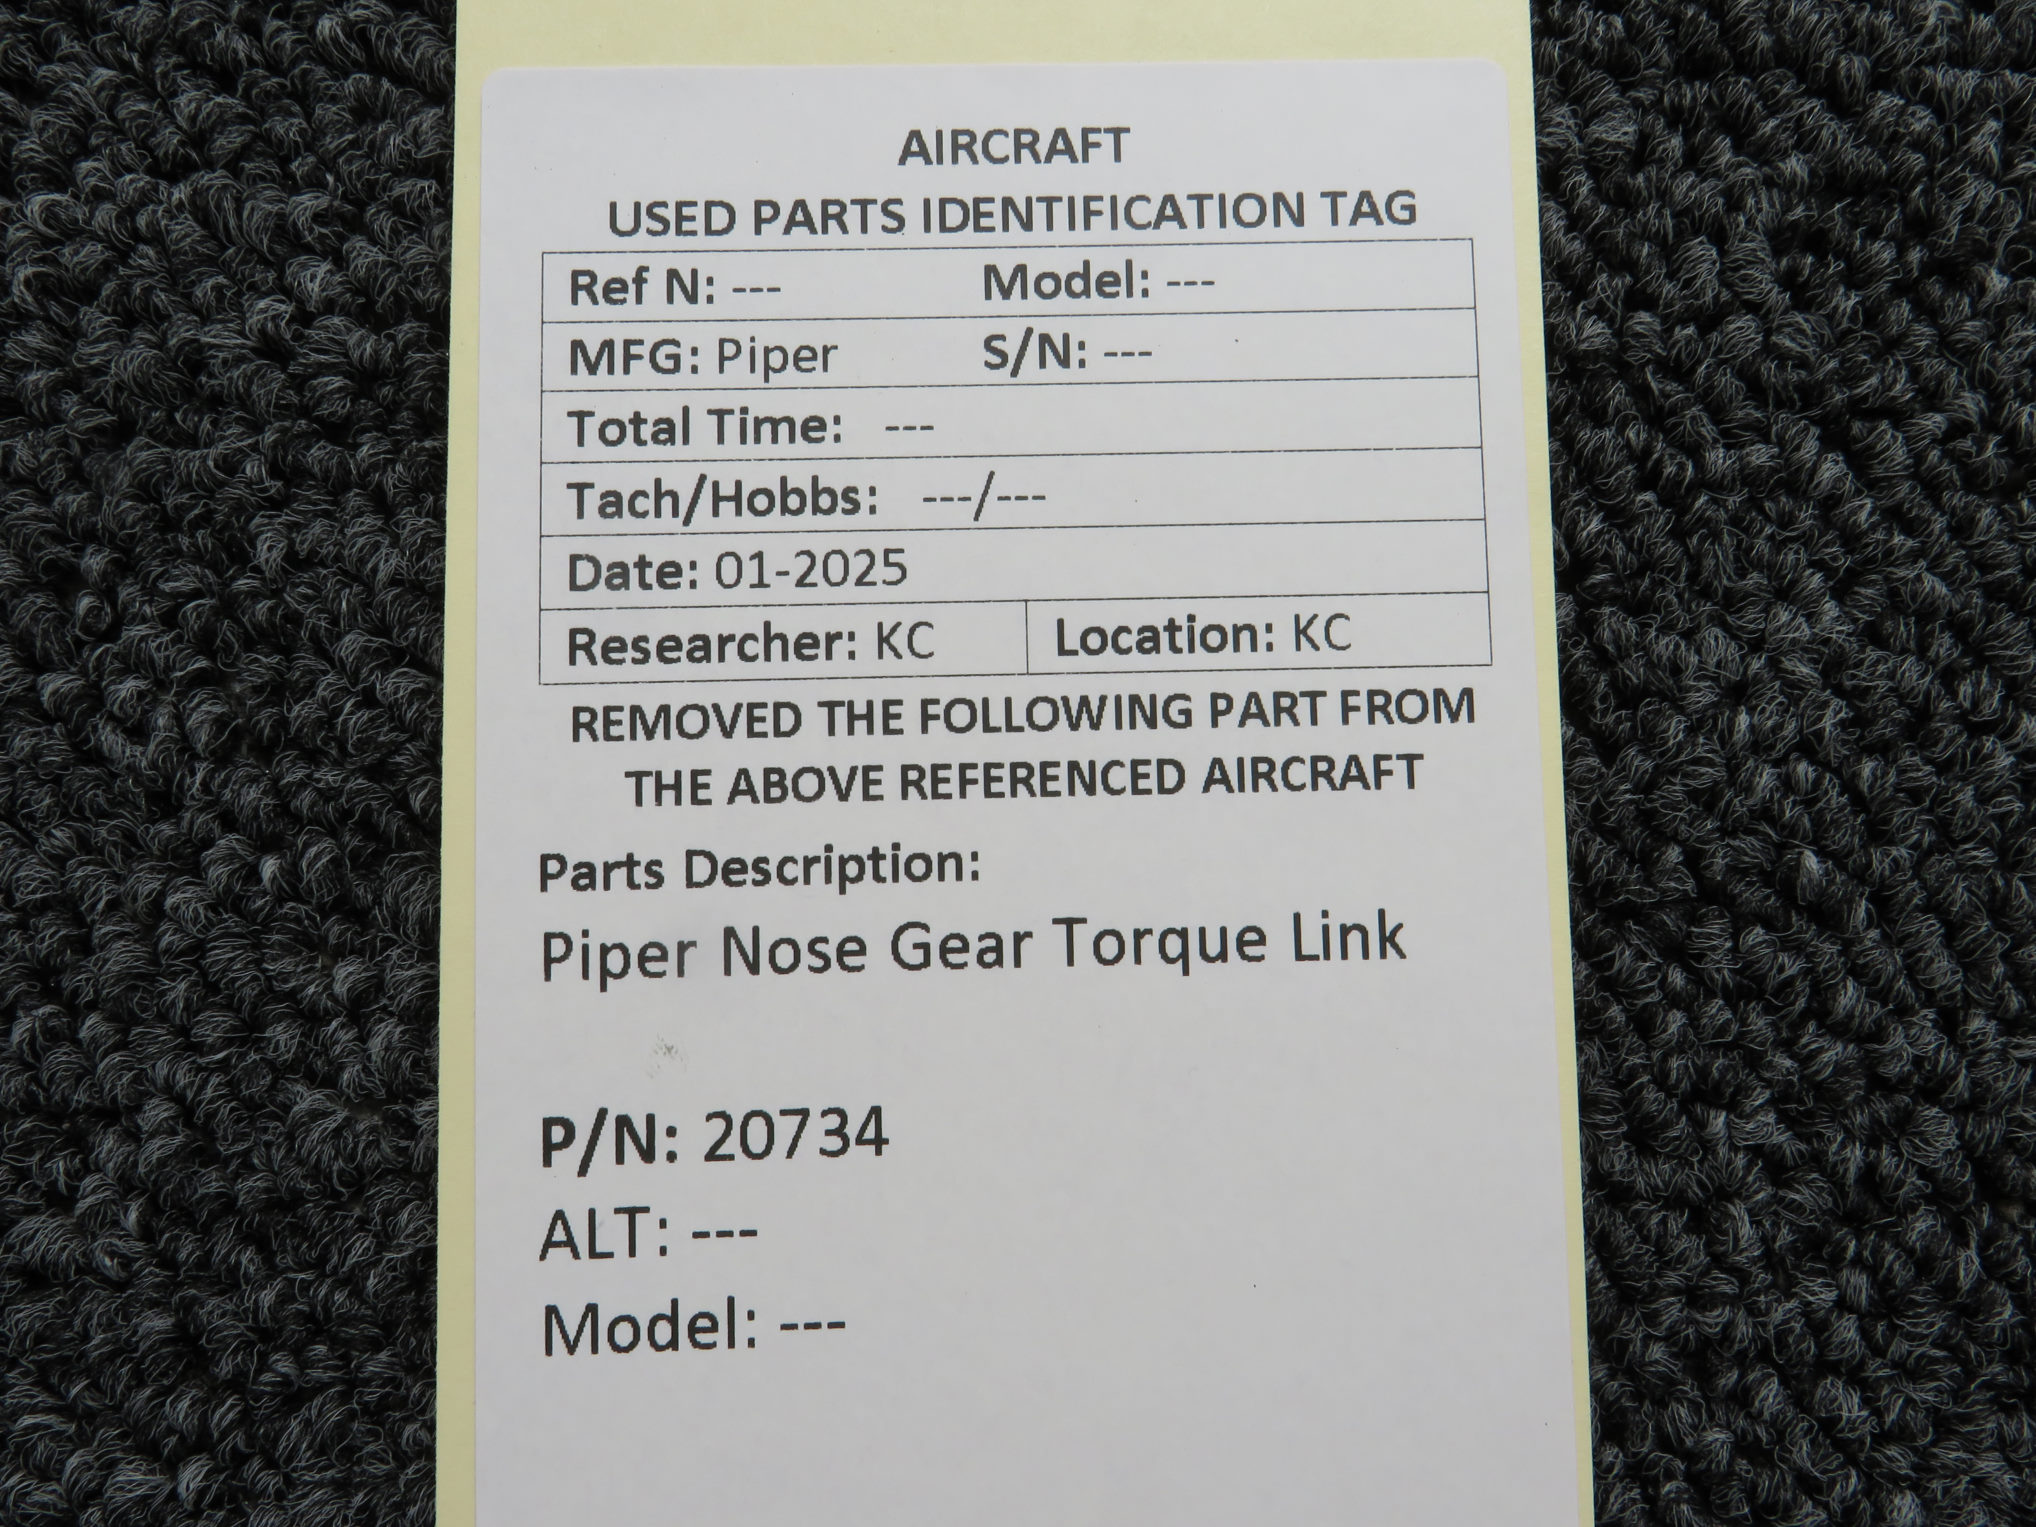 AIRCRAFT
USED PARTS IDENTIFICATION TAG
Ref N: --- Model: ---
MFG: Piper S/N: ---
Total Time: ---
Tach/Hobbs: ---/---
Date: 01-2025
Researcher: KC Location: KC
REMOVED THE FOLLOWING PART FROM
THE ABOVE REFERENCED AIRCRAFT
Parts Description:
Piper Nose Gear Torque Link
P/N: 20734
ALT: ---
Model: ---